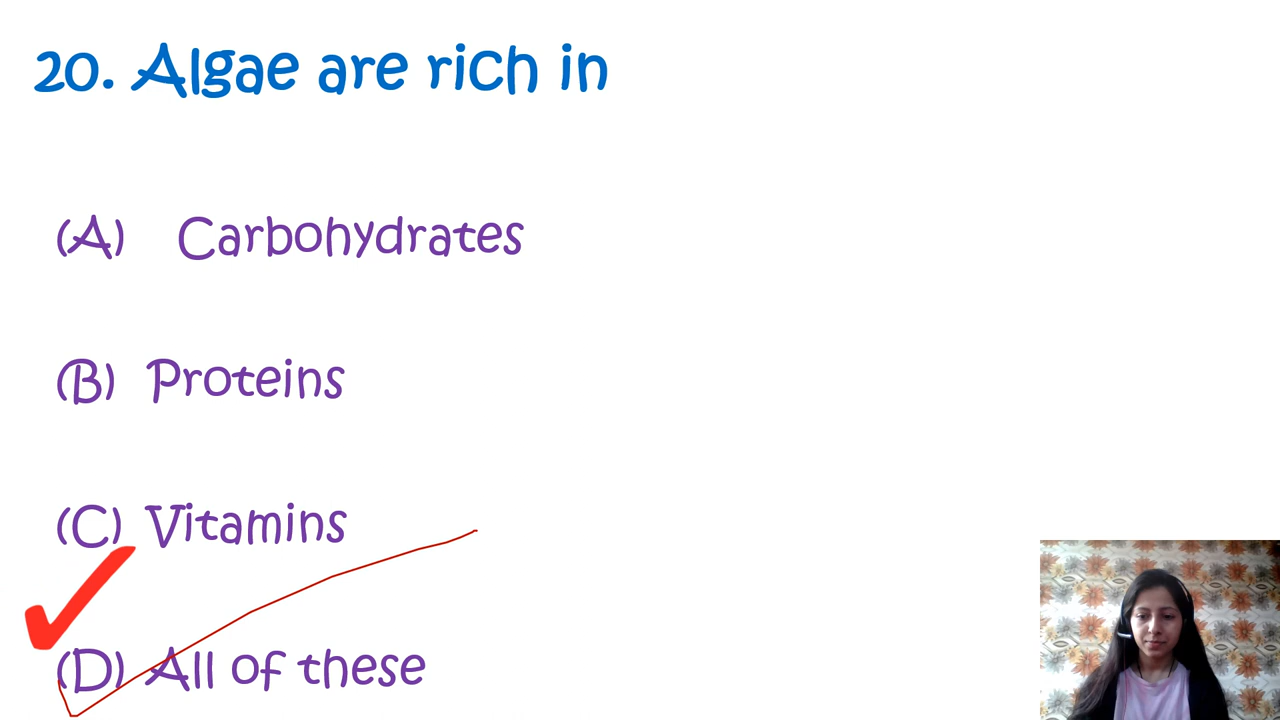 20. Algae are rich in
(A) Carbohydrates
(B) Proteins
(C) Vitamins
(D) All of these